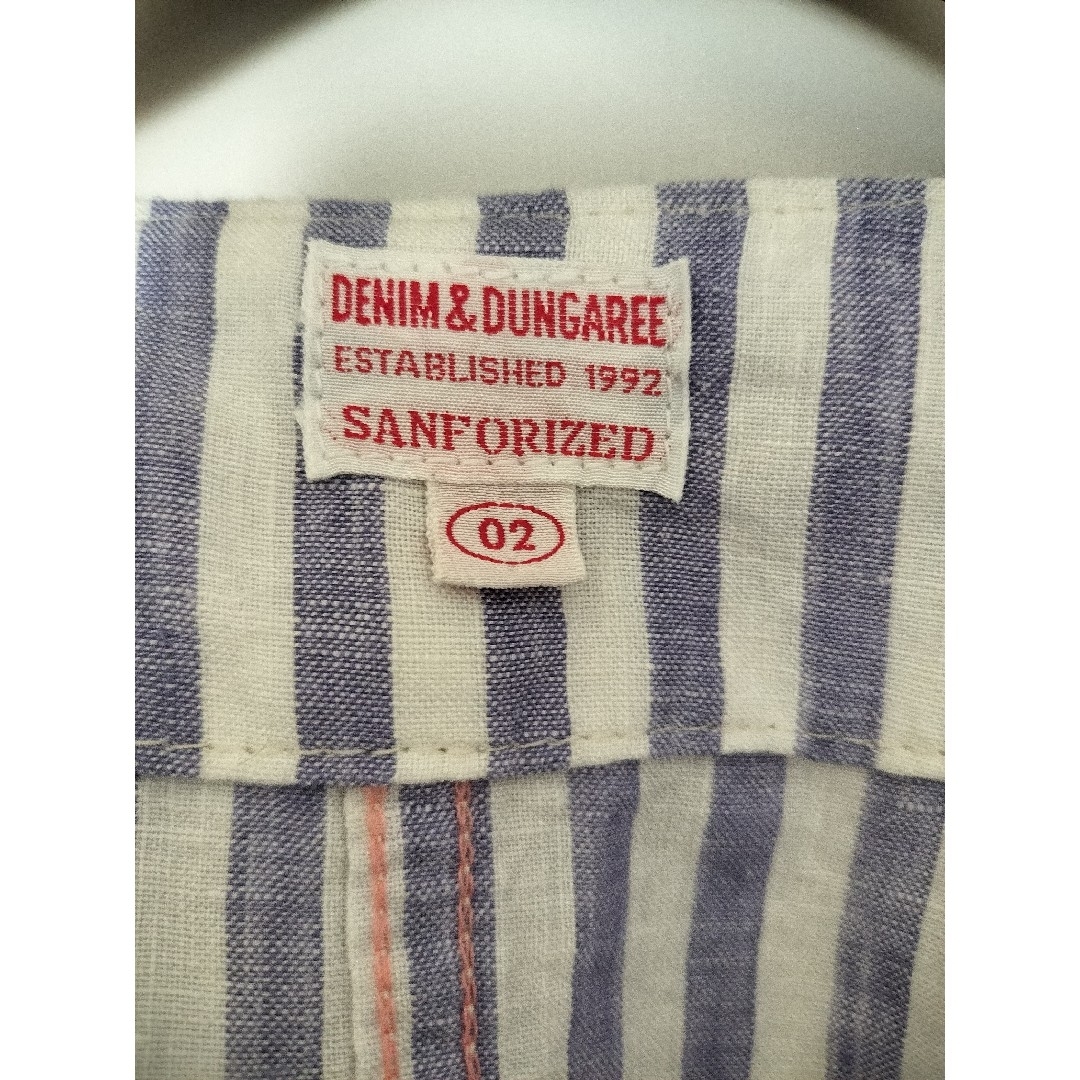 DENIM & DUNGAREE
ESTABLISHED 1992
SANFORIZED
02